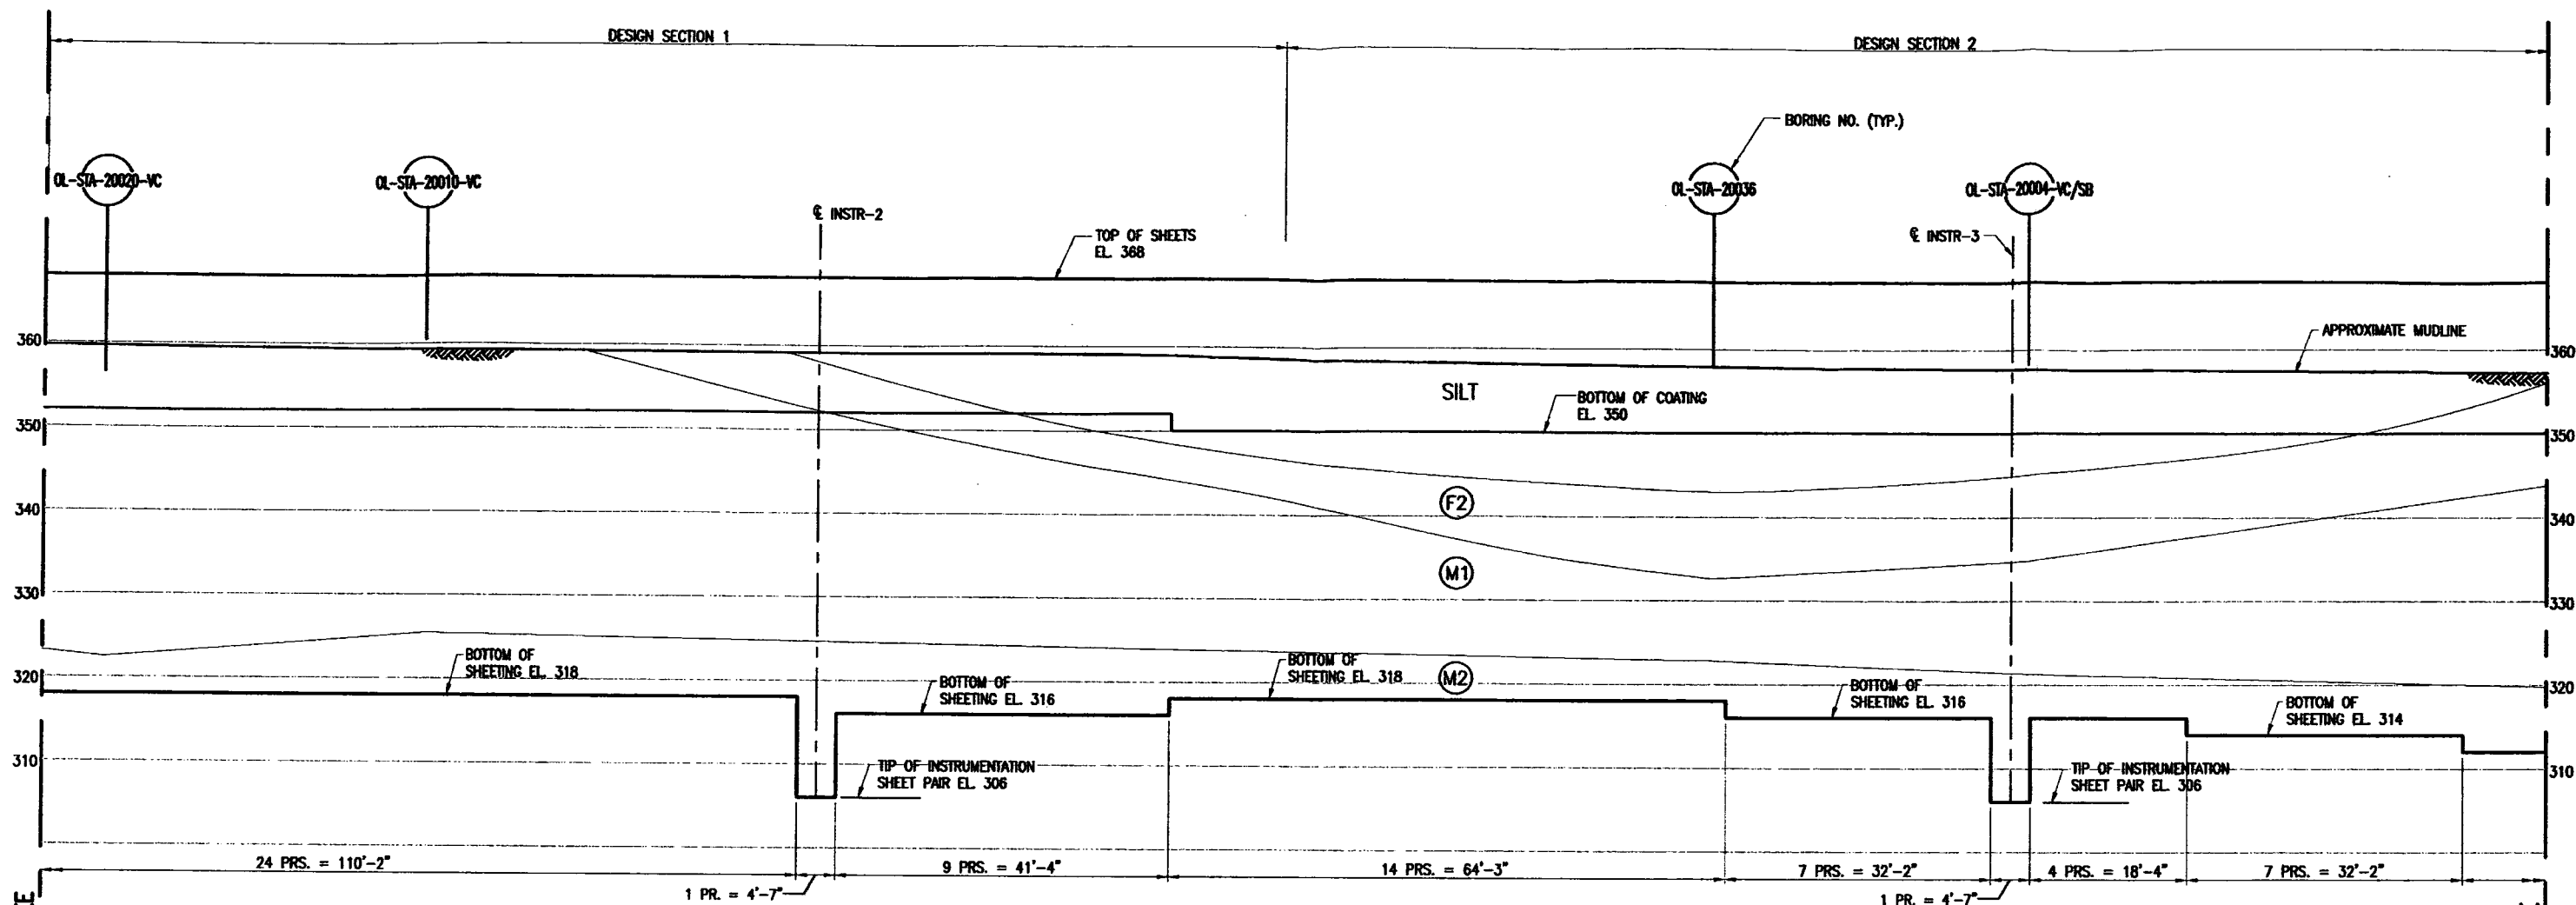 DESIGN SECTION 1
DESIGN SECTION 2
BORING NO. (TYP.)
OL-STA-20020-VC
OL-STA-20010-VC
OL-STA-20036
OL-STA-20004-VC/SB
℄ INSTR-2
℄ INSTR-3
TOP OF SHEETS
EL. 368
APPROXIMATE MUDLINE
360
360
SILT
BOTTOM OF COATING
EL. 350
350
350
F2
340
340
M1
330
330
BOTTOM OF
SHEETING EL. 318
BOTTOM OF
SHEETING EL. 316
BOTTOM OF
SHEETING EL. 318
M2
BOTTOM OF
SHEETING EL. 316
BOTTOM OF
SHEETING EL. 314
320
320
TIP OF INSTRUMENTATION
SHEET PAIR EL. 306
TIP OF INSTRUMENTATION
SHEET PAIR EL. 306
310
310
24 PRS. = 110'-2"
1 PR. = 4'-7"
9 PRS. = 41'-4"
14 PRS. = 64'-3"
7 PRS. = 32'-2"
1 PR. = 4'-7"
4 PRS. = 18'-4"
7 PRS. = 32'-2"